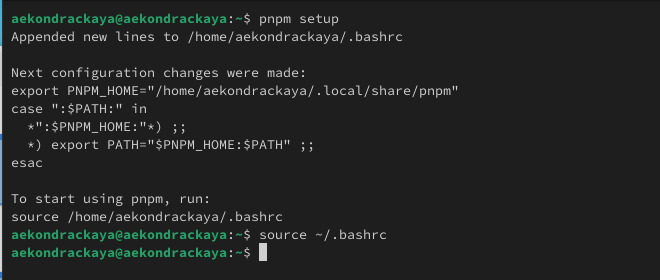 aekondrackaya@aekondrackaya:~$ pnpm setup
Appended new lines to /home/aekondrackaya/.bashrc

Next configuration changes were made:
export PNPM_HOME="/home/aekondrackaya/.local/share/pnpm"
case ":$PATH:" in
  *":$PNPM_HOME:"*) ;;
  *) export PATH="$PNPM_HOME:$PATH" ;;
esac

To start using pnpm, run:
source /home/aekondrackaya/.bashrc
aekondrackaya@aekondrackaya:~$ source ~/.bashrc
aekondrackaya@aekondrackaya:~$